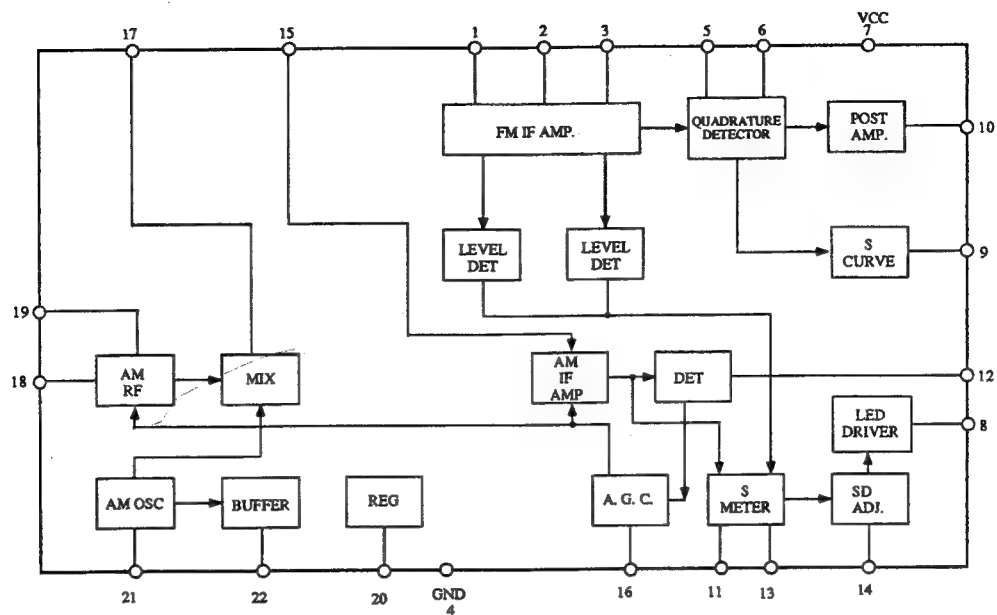 VCC
17 15 1 2 3 5 6 7
FM IF AMP.
QUADRATURE
DETECTOR
POST
AMP.
10
LEVEL
DET
LEVEL
DET
S
CURVE
9
19
18
AM
RF
MIX
AM
IF
AMP
DET
12
LED
DRIVER
8
AM OSC
BUFFER
REG
A. G. C.
S
METER
SD
ADJ.
21 22 20 GND 16 11 13 14
4